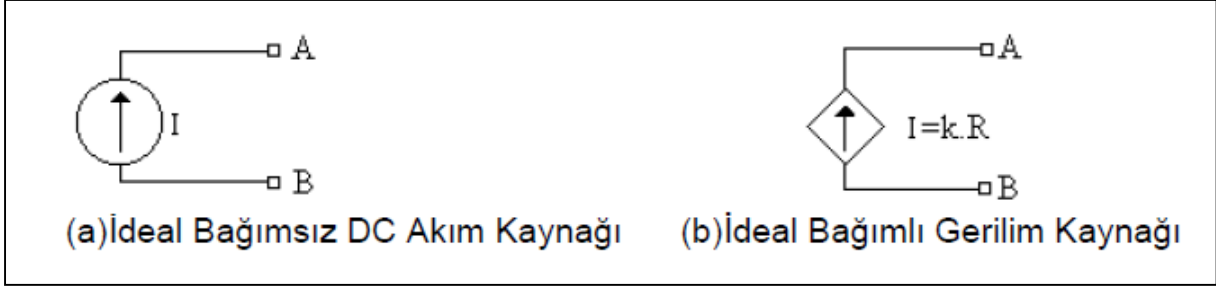 A
I
B
(a)İdeal Bağımsız DC Akım Kaynağı
A
I=k.R
B
(b)İdeal Bağımlı Gerilim Kaynağı